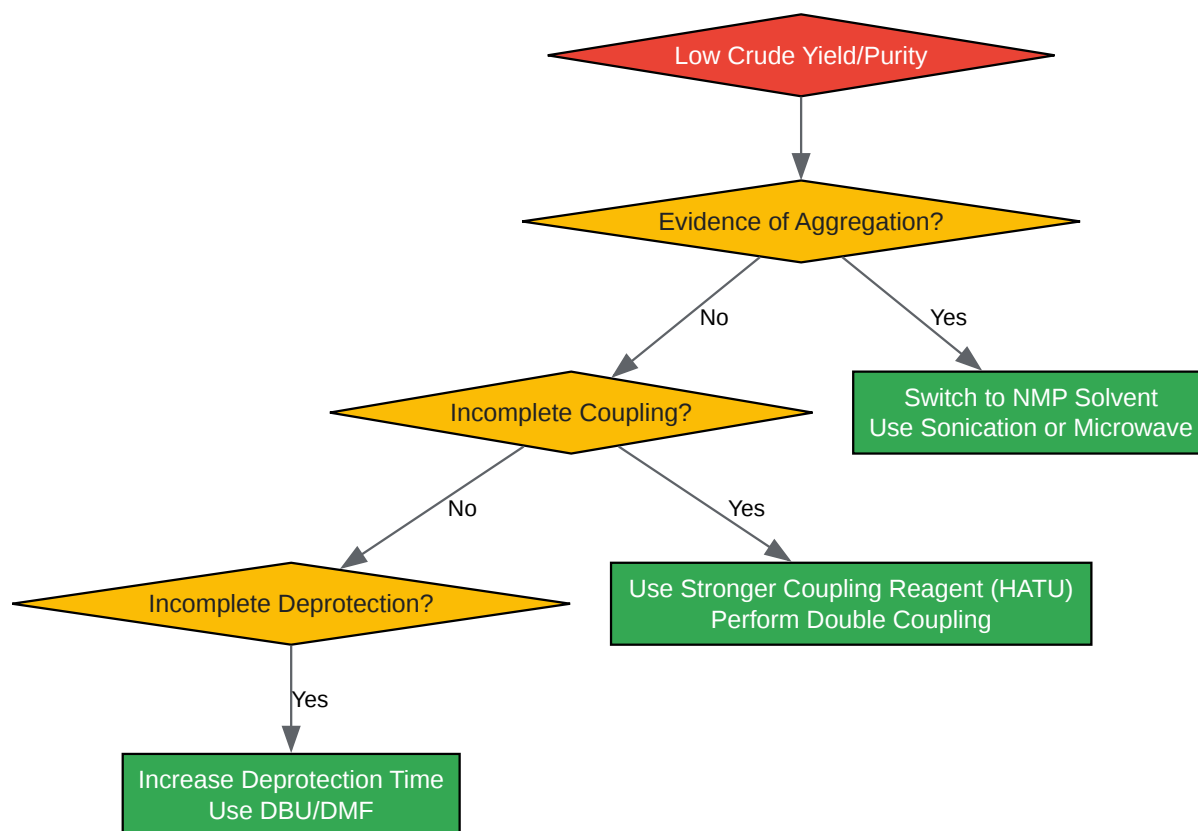 Low Crude Yield/Purity
Evidence of Aggregation?
No
Yes
Incomplete Coupling?
Switch to NMP Solvent
Use Sonication or Microwave
No
Yes
Incomplete Deprotection?
Use Stronger Coupling Reagent (HATU)
Perform Double Coupling
Yes
Increase Deprotection Time
Use DBU/DMF